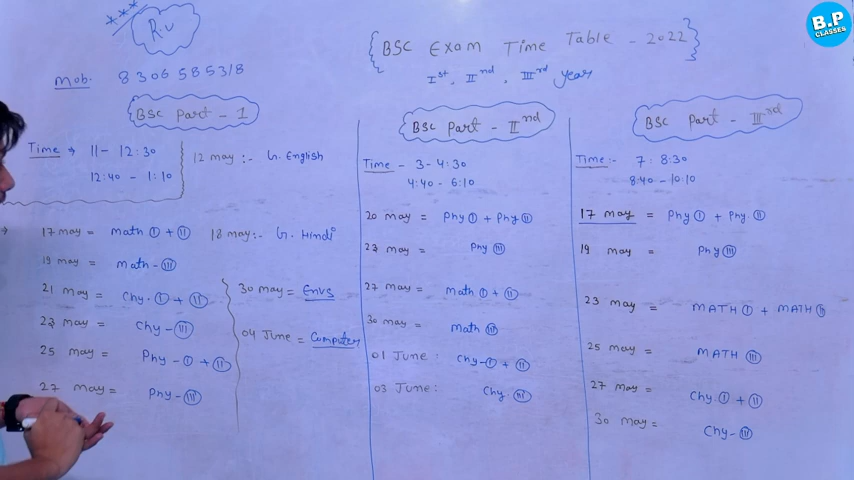 ***
R.U
Mob. 8306585318
BSC Exam Time Table - 2022
Ist, IInd, IIIrd year
B.P
CLASSES
BSC Part - I
Time → 11 - 12:30
12:40 - 1:10
12 may :- G. English
17 may = Math I + II
18 may :- G. Hindi
19 may = Math - III
21 may = Chy. I + II
30 may = Envs
23 may = Chy - III
04 June = Computer
25 may = Phy - I + II
27 may = Phy - III
BSC Part - IInd
Time - 3 - 4:30
4:40 - 6:10
20 may = Phy I + Phy II
23 may = Phy III
27 may = Math I + II
30 may = Math III
01 June : Chy - I + II
03 June : Chy III
BSC Part - IIIrd
Time :- 7 : 8:30
8:40 - 10:10
17 may = Phy I + Phy. II
19 may = Phy III
23 may = MATH I + MATH II
25 may = MATH III
27 may = Chy. I + II
30 may = Chy - III